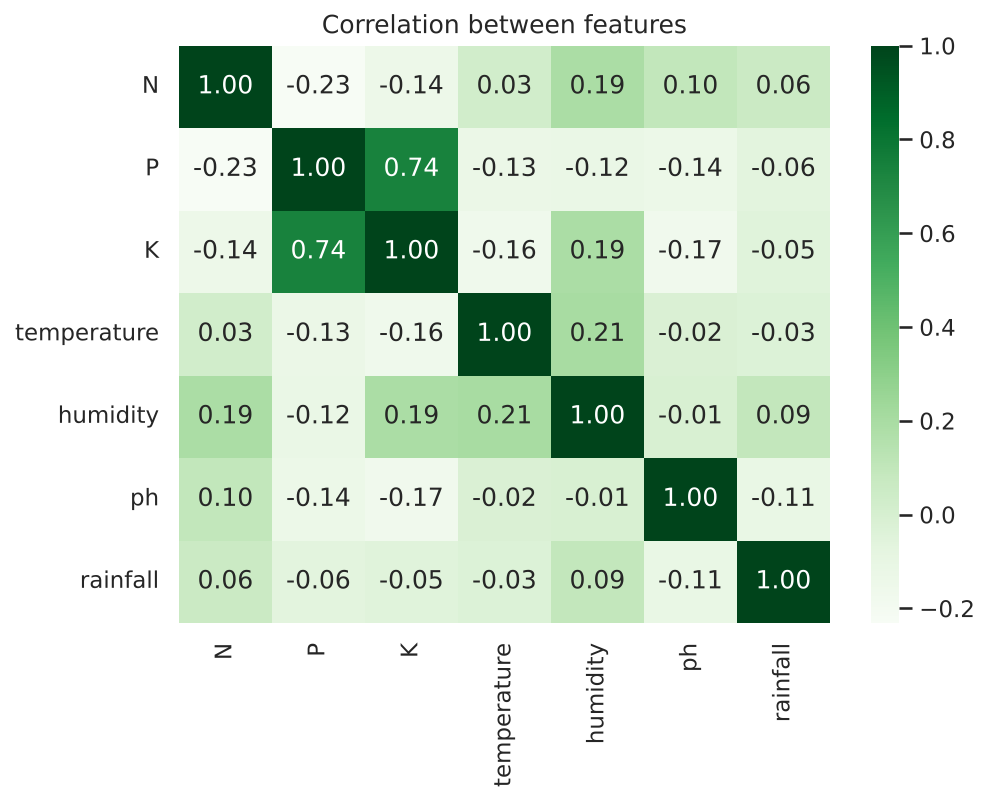 Correlation between features
N 1.00 -0.23 -0.14 0.03 0.19 0.10 0.06
P -0.23 1.00 0.74 -0.13 -0.12 -0.14 -0.06
K -0.14 0.74 1.00 -0.16 0.19 -0.17 -0.05
temperature 0.03 -0.13 -0.16 1.00 0.21 -0.02 -0.03
humidity 0.19 -0.12 0.19 0.21 1.00 -0.01 0.09
ph 0.10 -0.14 -0.17 -0.02 -0.01 1.00 -0.11
rainfall 0.06 -0.06 -0.05 -0.03 0.09 -0.11 1.00
N P K temperature humidity ph rainfall
1.0
0.8
0.6
0.4
0.2
0.0
−0.2